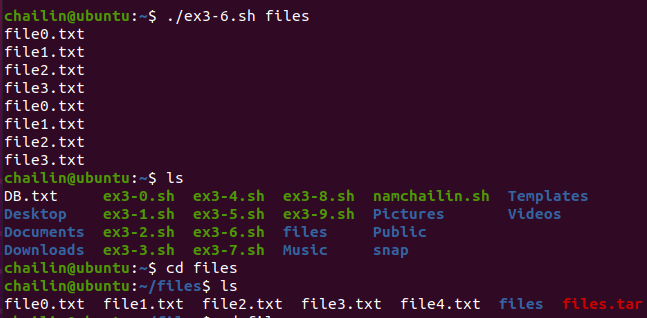 chailin@ubuntu:~$ ./ex3-6.sh files
file0.txt
file1.txt
file2.txt
file3.txt
file0.txt
file1.txt
file2.txt
file3.txt
chailin@ubuntu:~$ ls
DB.txt ex3-0.sh ex3-4.sh ex3-8.sh namchailin.sh Templates
Desktop ex3-1.sh ex3-5.sh ex3-9.sh Pictures Videos
Documents ex3-2.sh ex3-6.sh files Public
Downloads ex3-3.sh ex3-7.sh Music snap
chailin@ubuntu:~$ cd files
chailin@ubuntu:~/files$ ls
file0.txt file1.txt file2.txt file3.txt file4.txt files files.tar